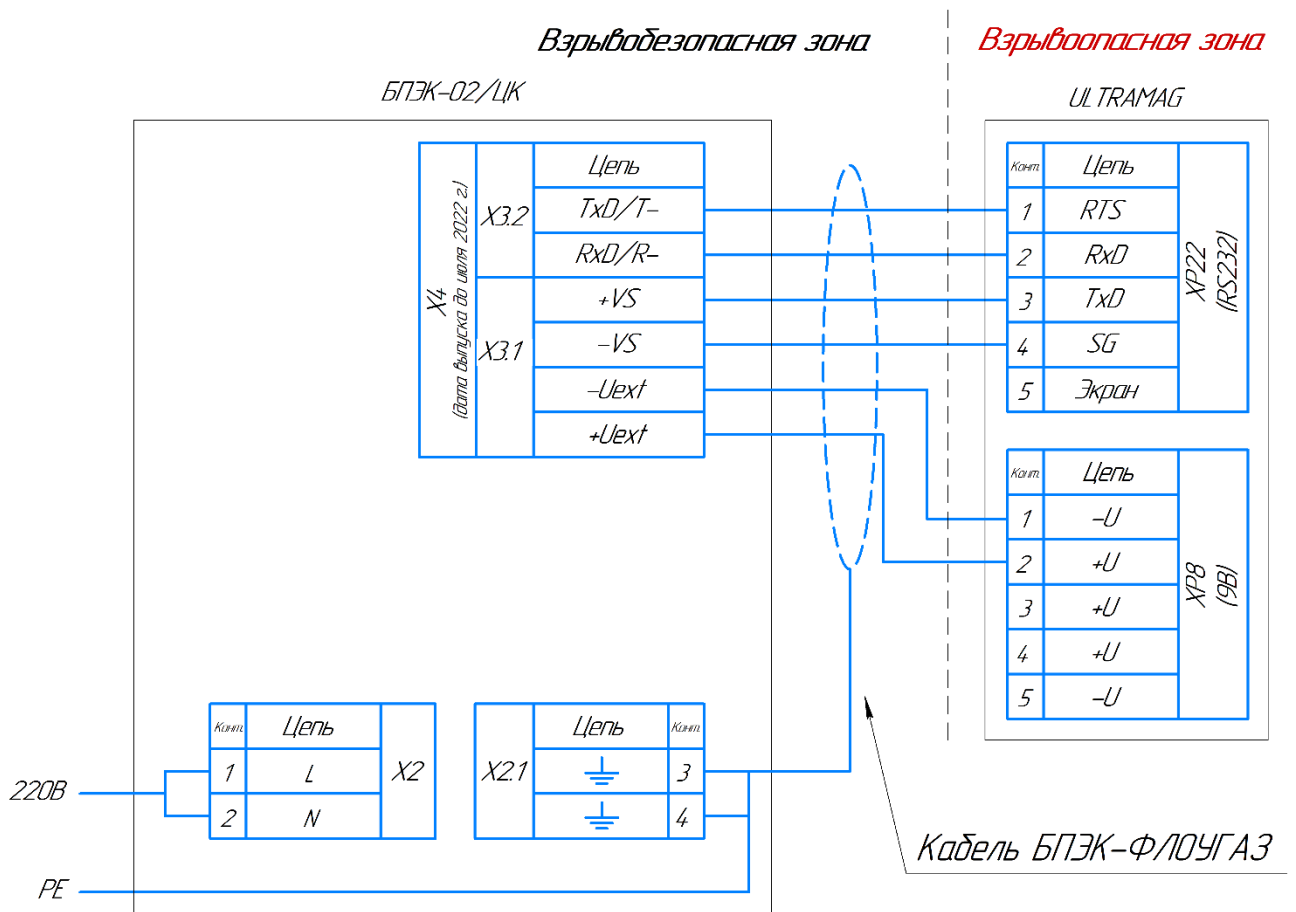 Взрывобезопасная зона
Взрывоопасная зона
БПЭК-02/ЦК
ULTRAMAG
X4
(дата выпуска до июля 2022 г.)
X3.2
X3.1
Цепь
TxD/T-
RxD/R-
+VS
-VS
-Uext
+Uext
Конт. Цепь
1 RTS
2 RxD
3 TxD
4 SG
5 Экран
XP22
(RS232)
Конт. Цепь
1 -U
2 +U
3 +U
4 +U
5 -U
XP8
(9В)
Конт. Цепь
1 L
2 N
X2
X2.1
Цепь Конт.
3
4
220В
PE
Кабель БПЭК-ФЛОУГАЗ